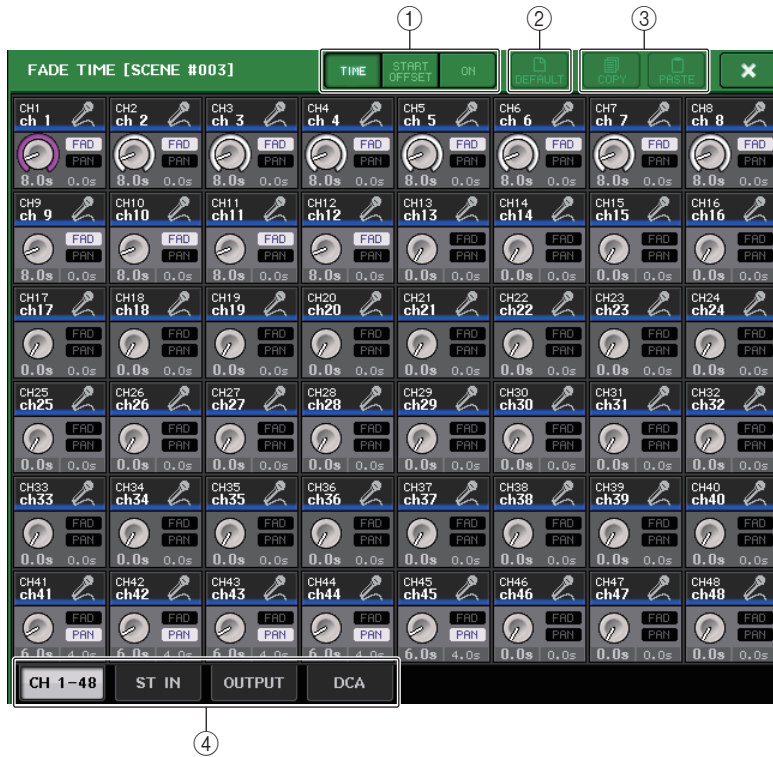 ① ② ③
FADE TIME [SCENE #003] TIME START OFFSET ON DEFAULT COPY PASTE
CH1 CH2 CH3 CH4 CH5 CH6 CH7 CH8
ch 1 ch 2 ch 3 ch 4 ch 5 ch 6 ch 7 ch 8
FAD FAD FAD FAD FAD FAD FAD FAD
PAN PAN PAN PAN PAN PAN PAN PAN
8.0s 0.0s 8.0s 0.0s 8.0s 0.0s 8.0s 0.0s 8.0s 0.0s 8.0s 0.0s 8.0s 0.0s 8.0s 0.0s
CH9 CH10 CH11 CH12 CH13 CH14 CH15 CH16
ch 9 ch10 ch11 ch12 ch13 ch14 ch15 ch16
FAD FAD FAD FAD FAD FAD FAD FAD
PAN PAN PAN PAN PAN PAN PAN PAN
8.0s 0.0s 8.0s 0.0s 8.0s 0.0s 8.0s 0.0s 0.0s 0.0s 0.0s 0.0s 0.0s 0.0s 0.0s 0.0s
CH17 CH18 CH19 CH20 CH21 CH22 CH23 CH24
ch17 ch18 ch19 ch20 ch21 ch22 ch23 ch24
FAD FAD FAD FAD FAD FAD FAD FAD
PAN PAN PAN PAN PAN PAN PAN PAN
0.0s 0.0s 0.0s 0.0s 0.0s 0.0s 0.0s 0.0s 0.0s 0.0s 0.0s 0.0s 0.0s 0.0s 0.0s 0.0s
CH25 CH26 CH27 CH28 CH29 CH30 CH31 CH32
ch25 ch26 ch27 ch28 ch29 ch30 ch31 ch32
FAD FAD FAD FAD FAD FAD FAD FAD
PAN PAN PAN PAN PAN PAN PAN PAN
0.0s 0.0s 0.0s 0.0s 0.0s 0.0s 0.0s 0.0s 0.0s 0.0s 0.0s 0.0s 0.0s 0.0s 0.0s 0.0s
CH33 CH34 CH35 CH36 CH37 CH38 CH39 CH40
ch33 ch34 ch35 ch36 ch37 ch38 ch39 ch40
FAD FAD FAD FAD FAD FAD FAD FAD
PAN PAN PAN PAN PAN PAN PAN PAN
0.0s 0.0s 0.0s 0.0s 0.0s 0.0s 0.0s 0.0s 0.0s 0.0s 0.0s 0.0s 0.0s 0.0s 0.0s 0.0s
CH41 CH42 CH43 CH44 CH45 CH46 CH47 CH48
ch41 ch42 ch43 ch44 ch45 ch46 ch47 ch48
FAD FAD FAD FAD FAD FAD FAD FAD
PAN PAN PAN PAN PAN PAN PAN PAN
6.0s 4.0s 6.0s 4.0s 6.0s 4.0s 6.0s 4.0s 6.0s 4.0s 0.0s 0.0s 0.0s 0.0s 0.0s 0.0s
CH 1-48 ST IN OUTPUT DCA
④